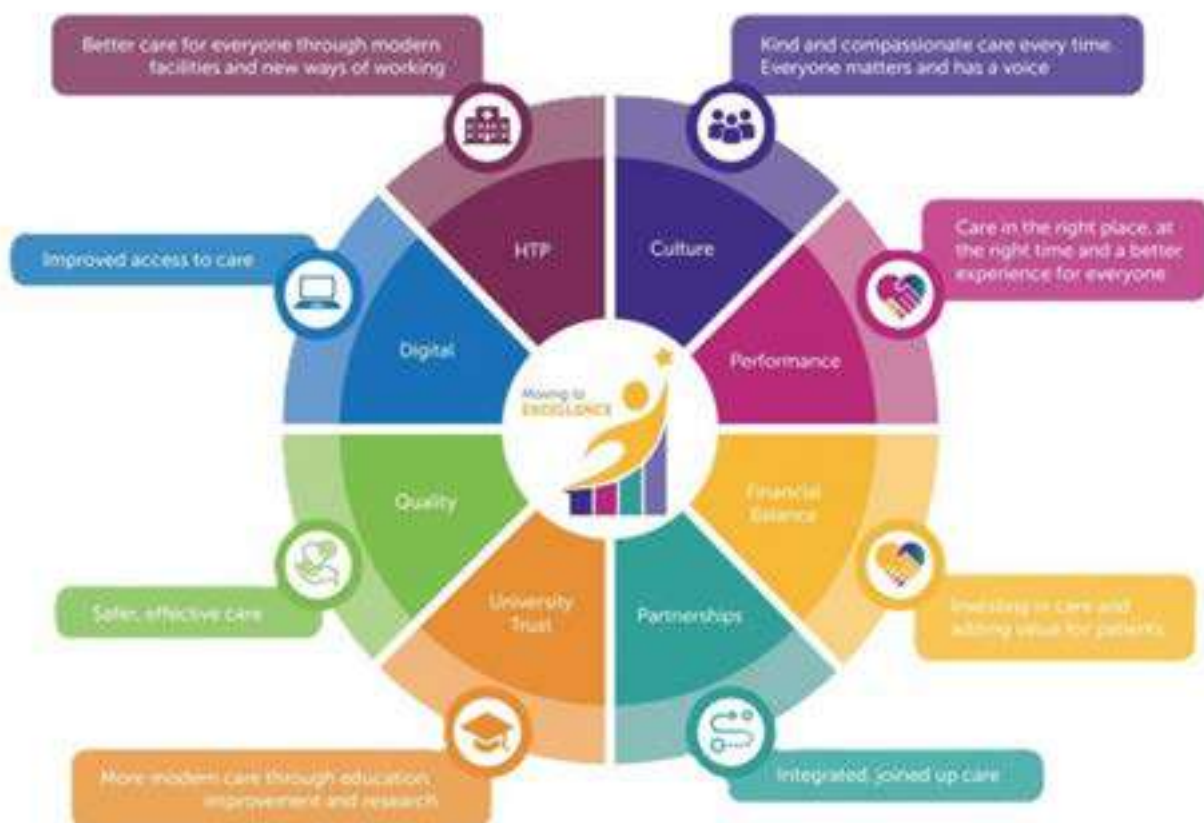 Better care for everyone through modern
facilities and new ways of working
Kind and compassionate care every time.
Everyone matters and has a voice
HTP
Culture
Care in the right place, at
the right time and a better
experience for everyone
Improved access to care
Digital
Performance
Moving to
EXCELLENCE
Quality
Financial
Balance
University
Trust
Partnerships
Safer, effective care
Investing in care and
adding value for patients
More modern care through education,
improvement and research
Integrated, joined up care